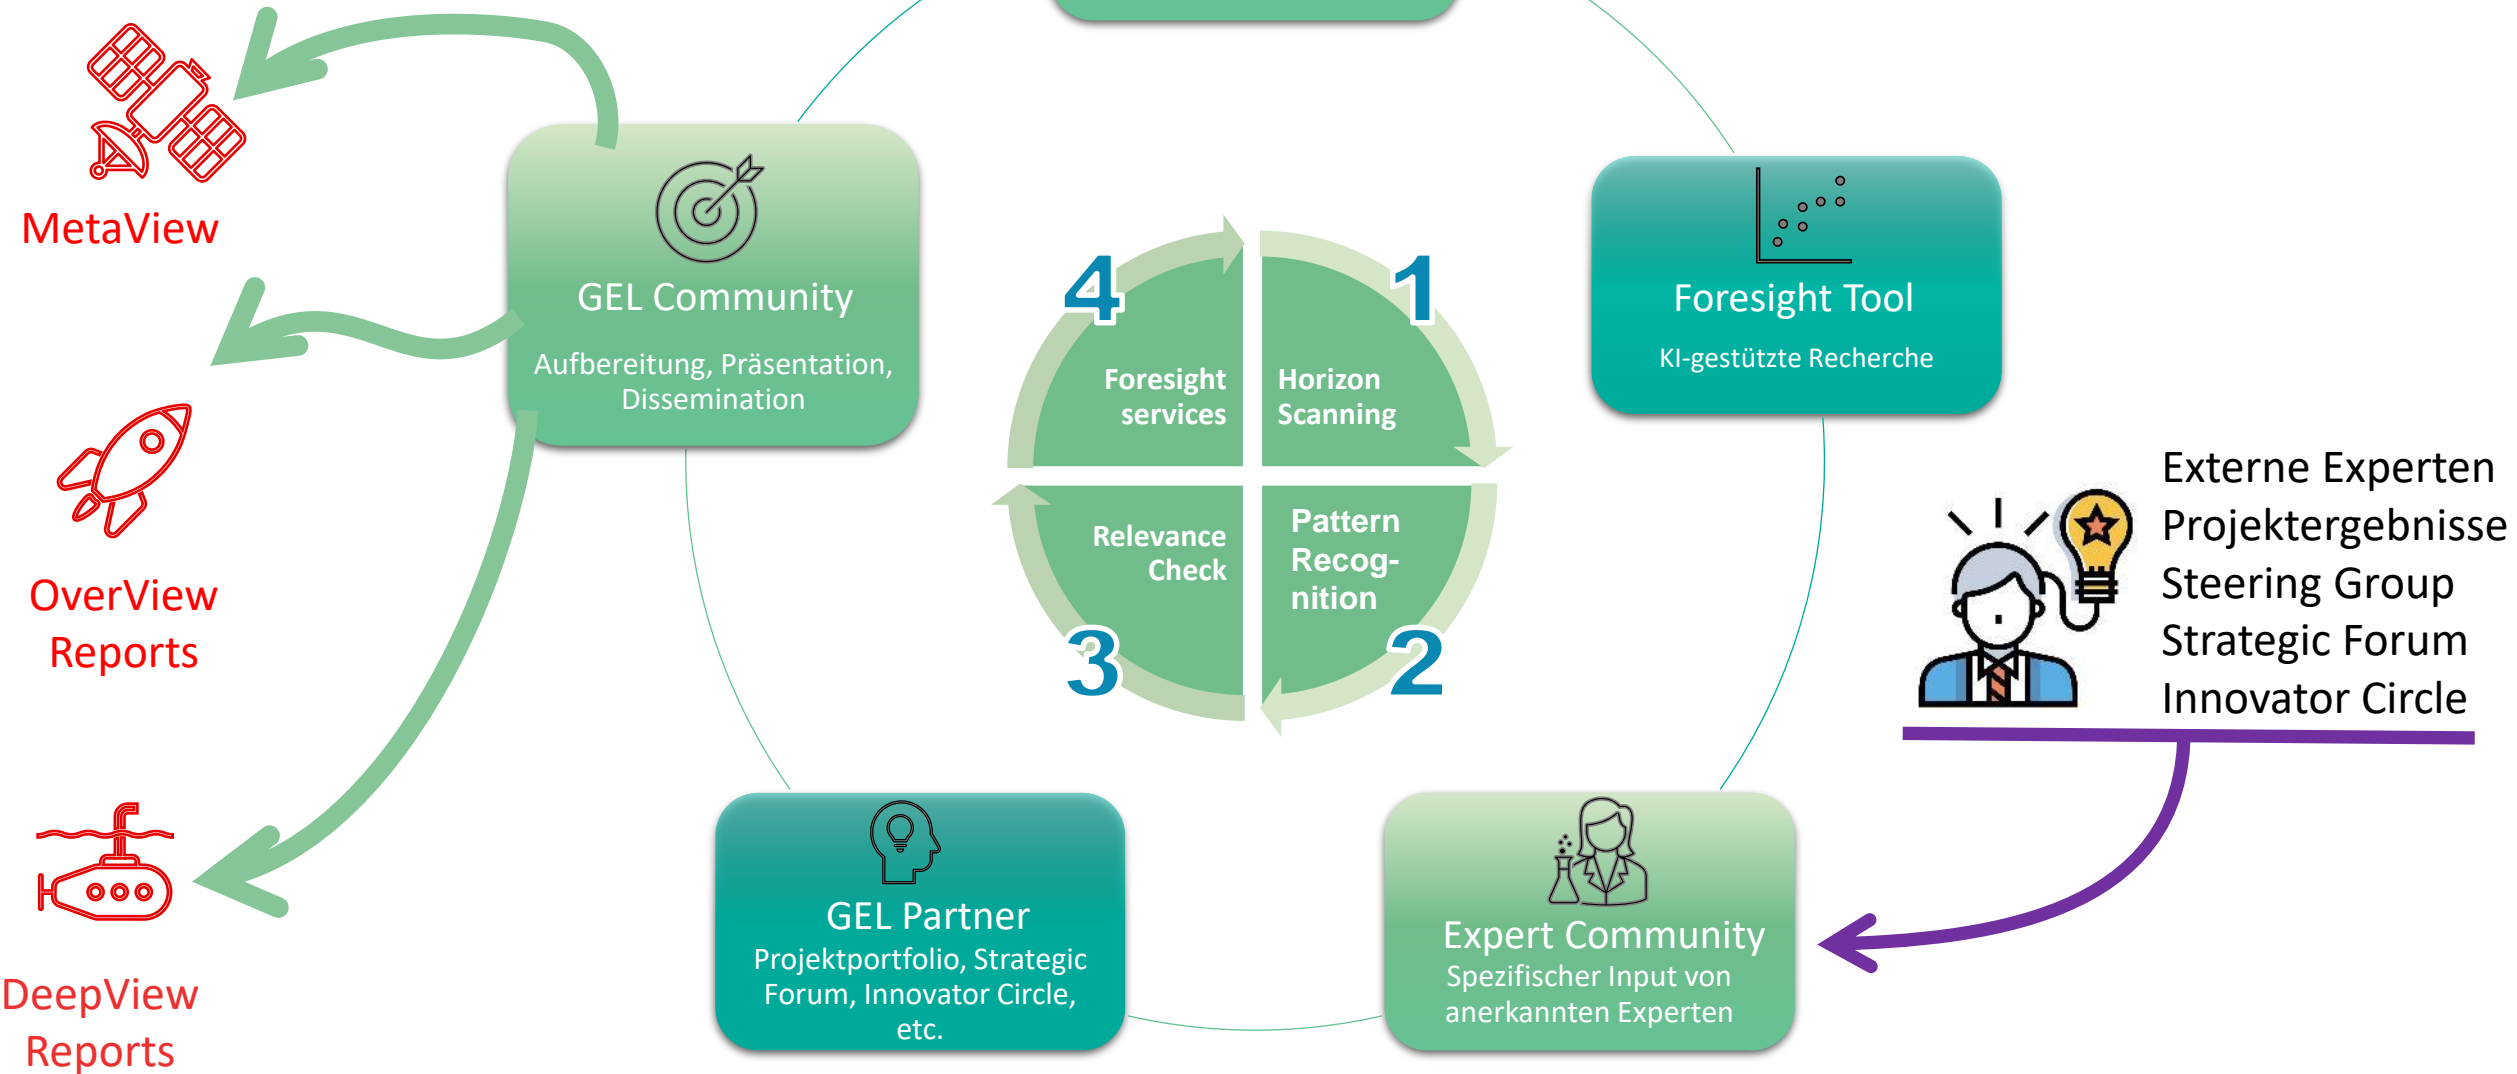 MetaView
OverView
Reports
DeepView
Reports
GEL Community
Aufbereitung, Präsentation,
Dissemination
4
1
Foresight
services
Horizon
Scanning
Relevance
Check
Pattern
Recog-
nition
3
2
Foresight Tool
KI-gestützte Recherche
Externe Experten
Projektergebnisse
Steering Group
Strategic Forum
Innovator Circle
GEL Partner
Projektportfolio, Strategic
Forum, Innovator Circle,
etc.
Expert Community
Spezifischer Input von
anerkannten Experten